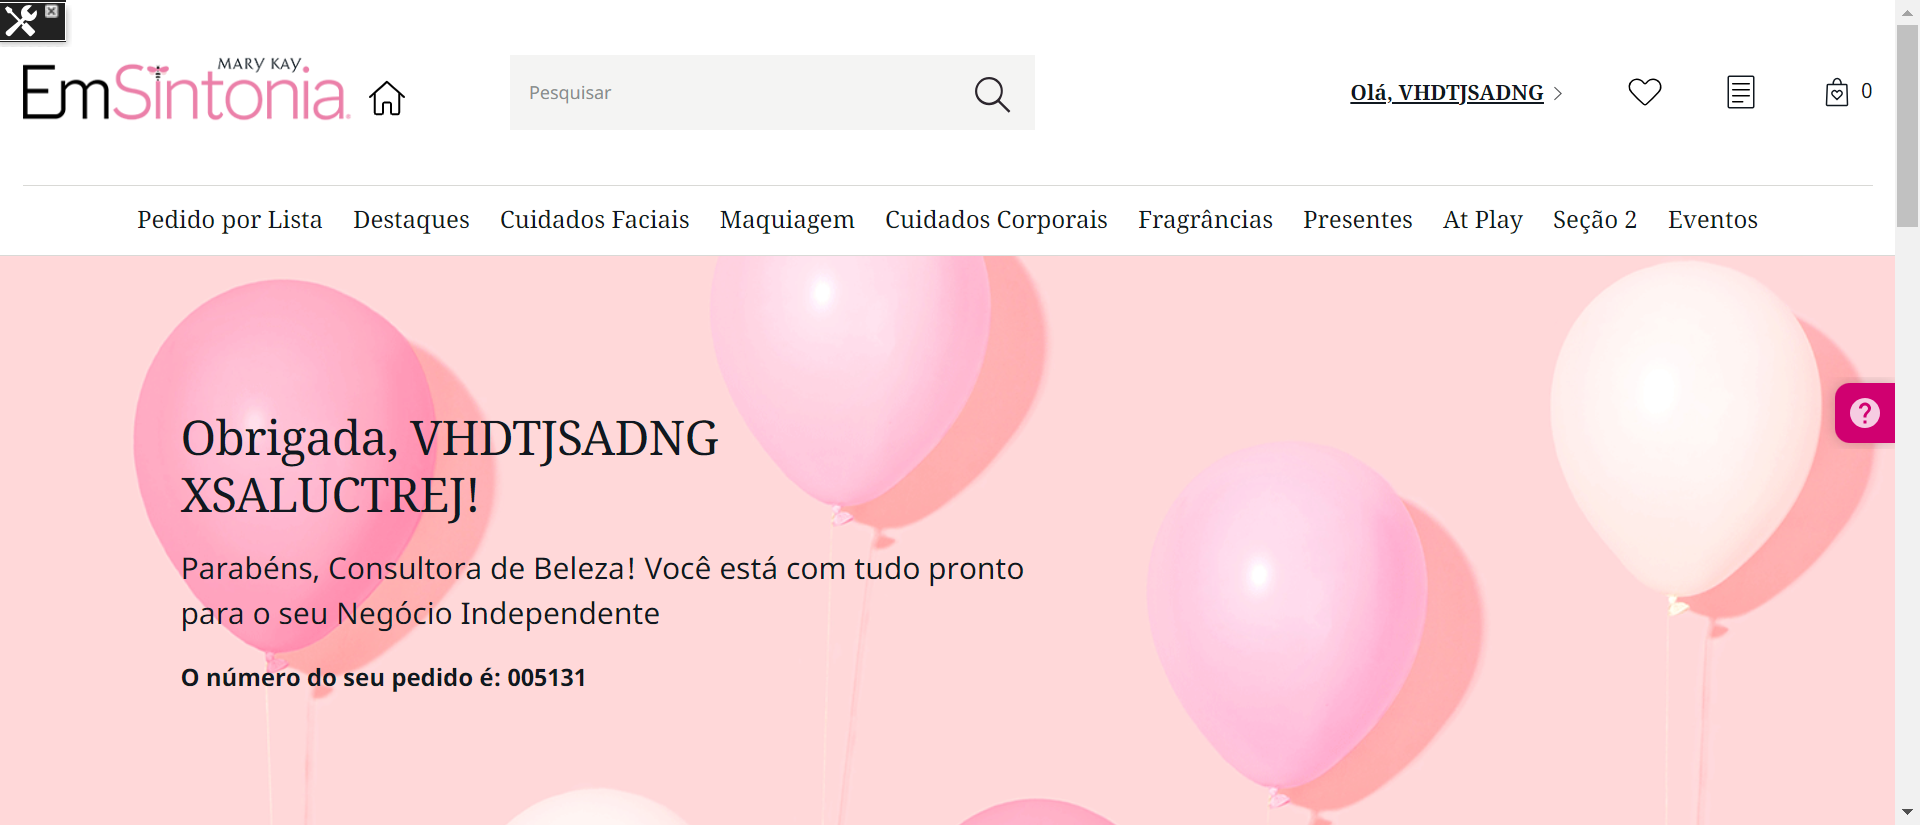 MARY KAY
EmSintonia
Pesquisar
Olá, VHDTJSADNG
0
Pedido por Lista Destaques Cuidados Faciais Maquiagem Cuidados Corporais Fragrâncias Presentes At Play Seção 2 Eventos
Obrigada, VHDTJSADNG
XSALUCTREJ!
Parabéns, Consultora de Beleza! Você está com tudo pronto
para o seu Negócio Independente
O número do seu pedido é: 005131